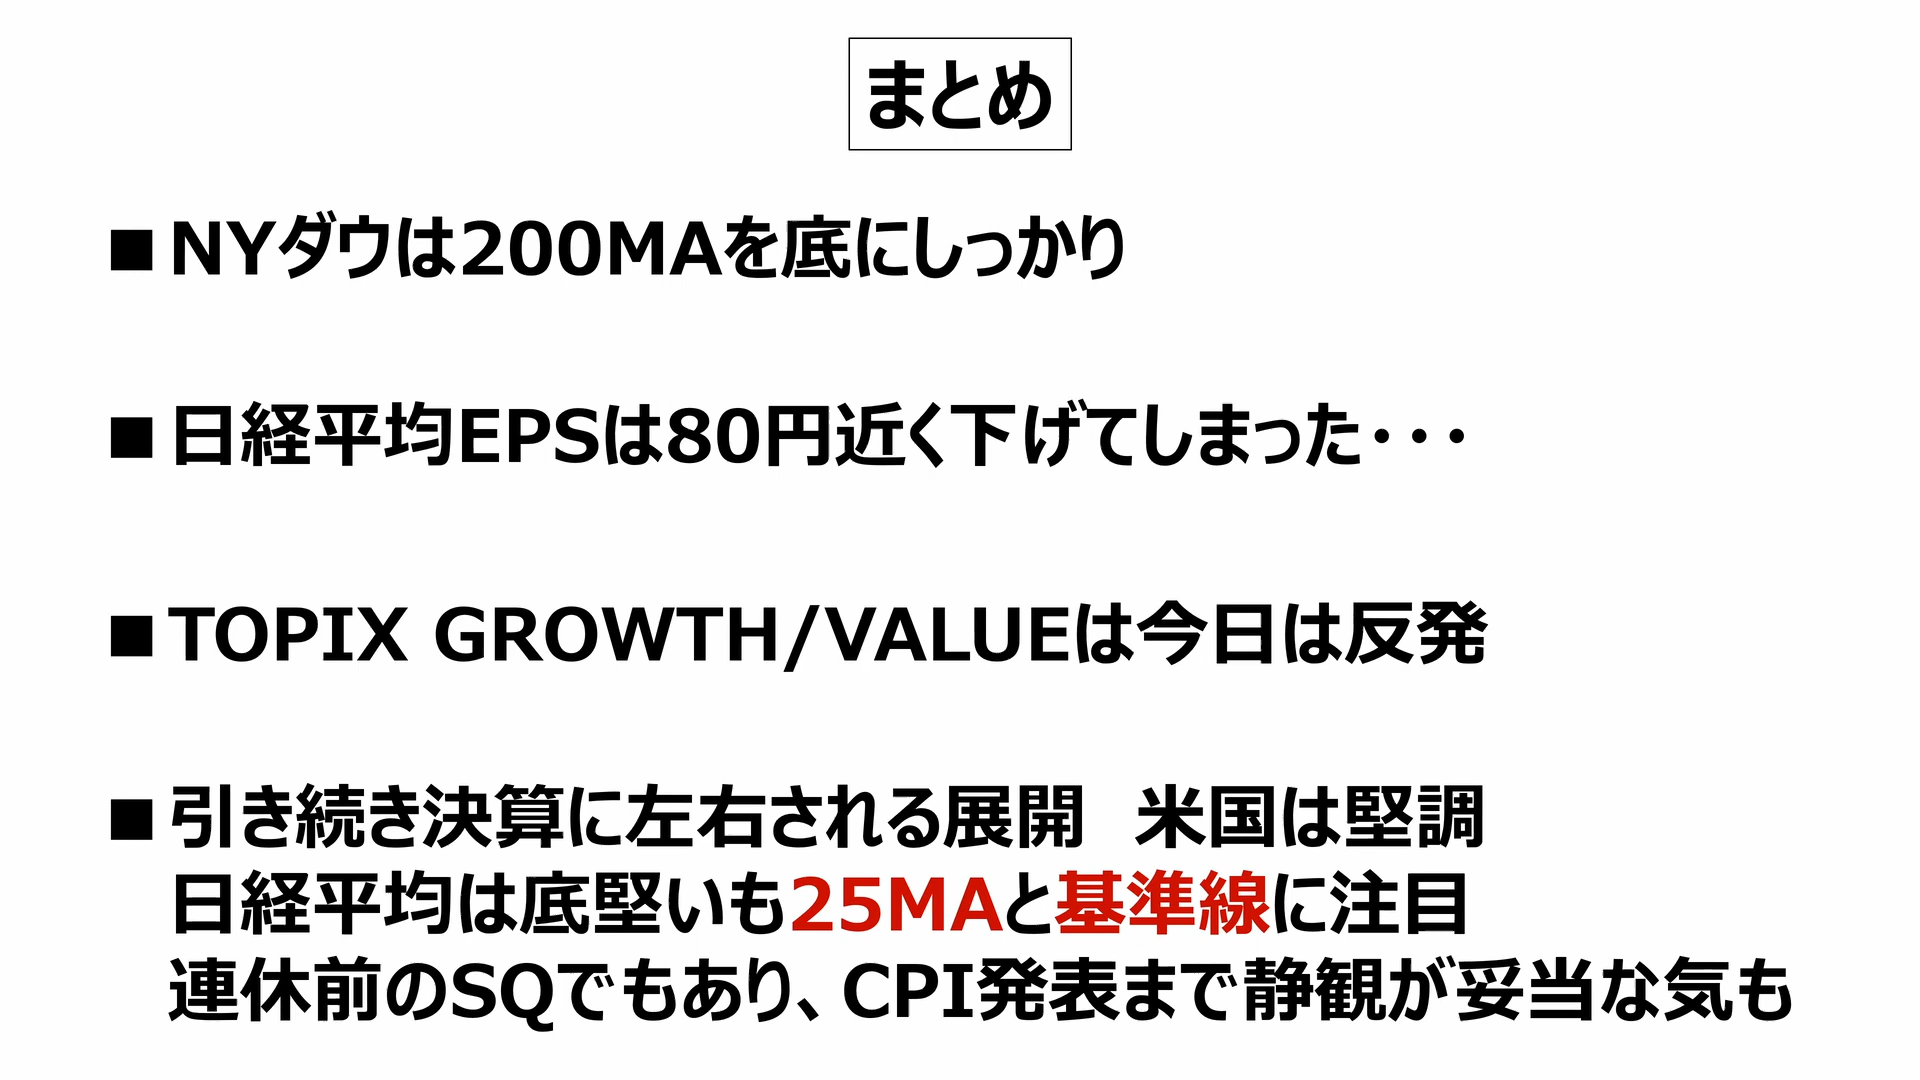 まとめ
■NYダウは200MAを底にしっかり
■日経平均EPSは80円近く下げてしまった・・・
■TOPIX GROWTH/VALUEは今日は反発
■引き続き決算に左右される展開　米国は堅調
日経平均は底堅いも25MAと基準線に注目
連休前のSQでもあり、CPI発表まで静観が妥当な気も